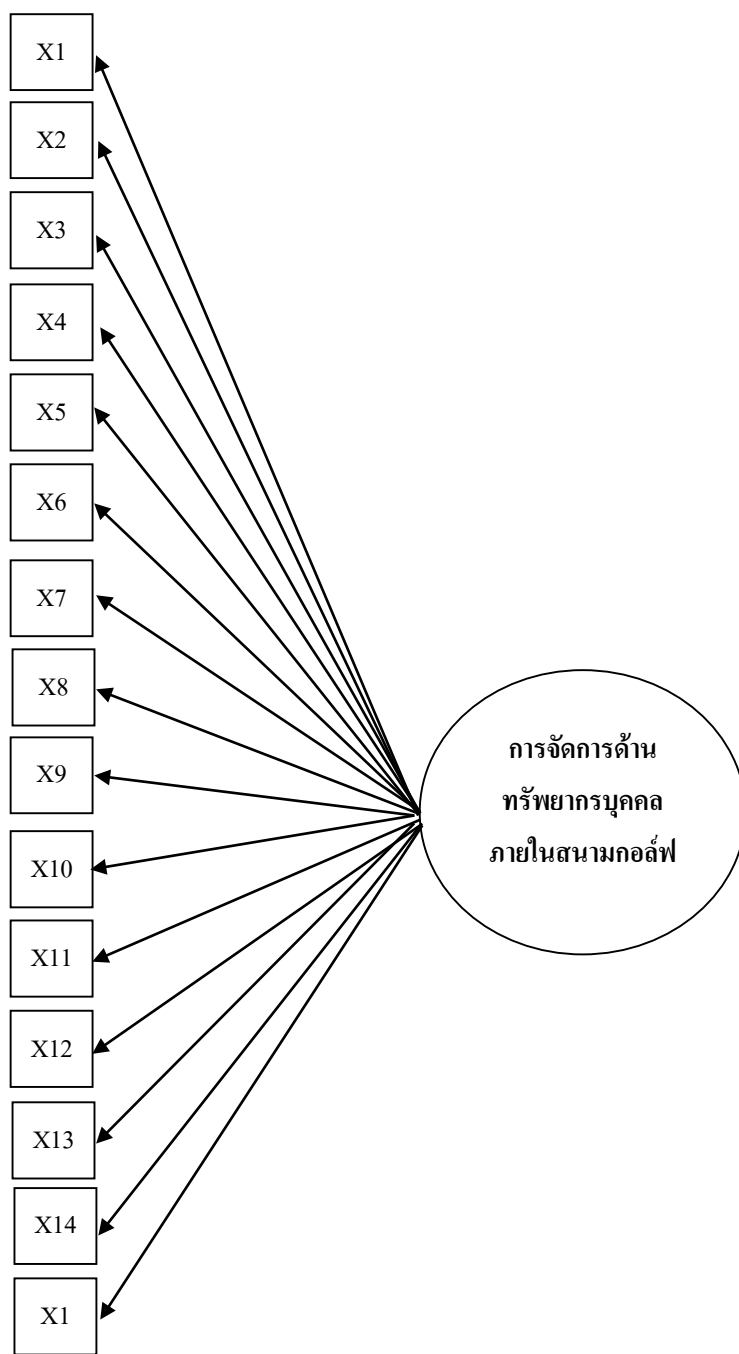 X1
X2
X3
X4
X5
X6
X7
X8
X9
X10
X11
X12
X13
X14
X1
การจัดการด้าน
ทรัพยากรบุคคล
ภายในสนามกอล์ฟ